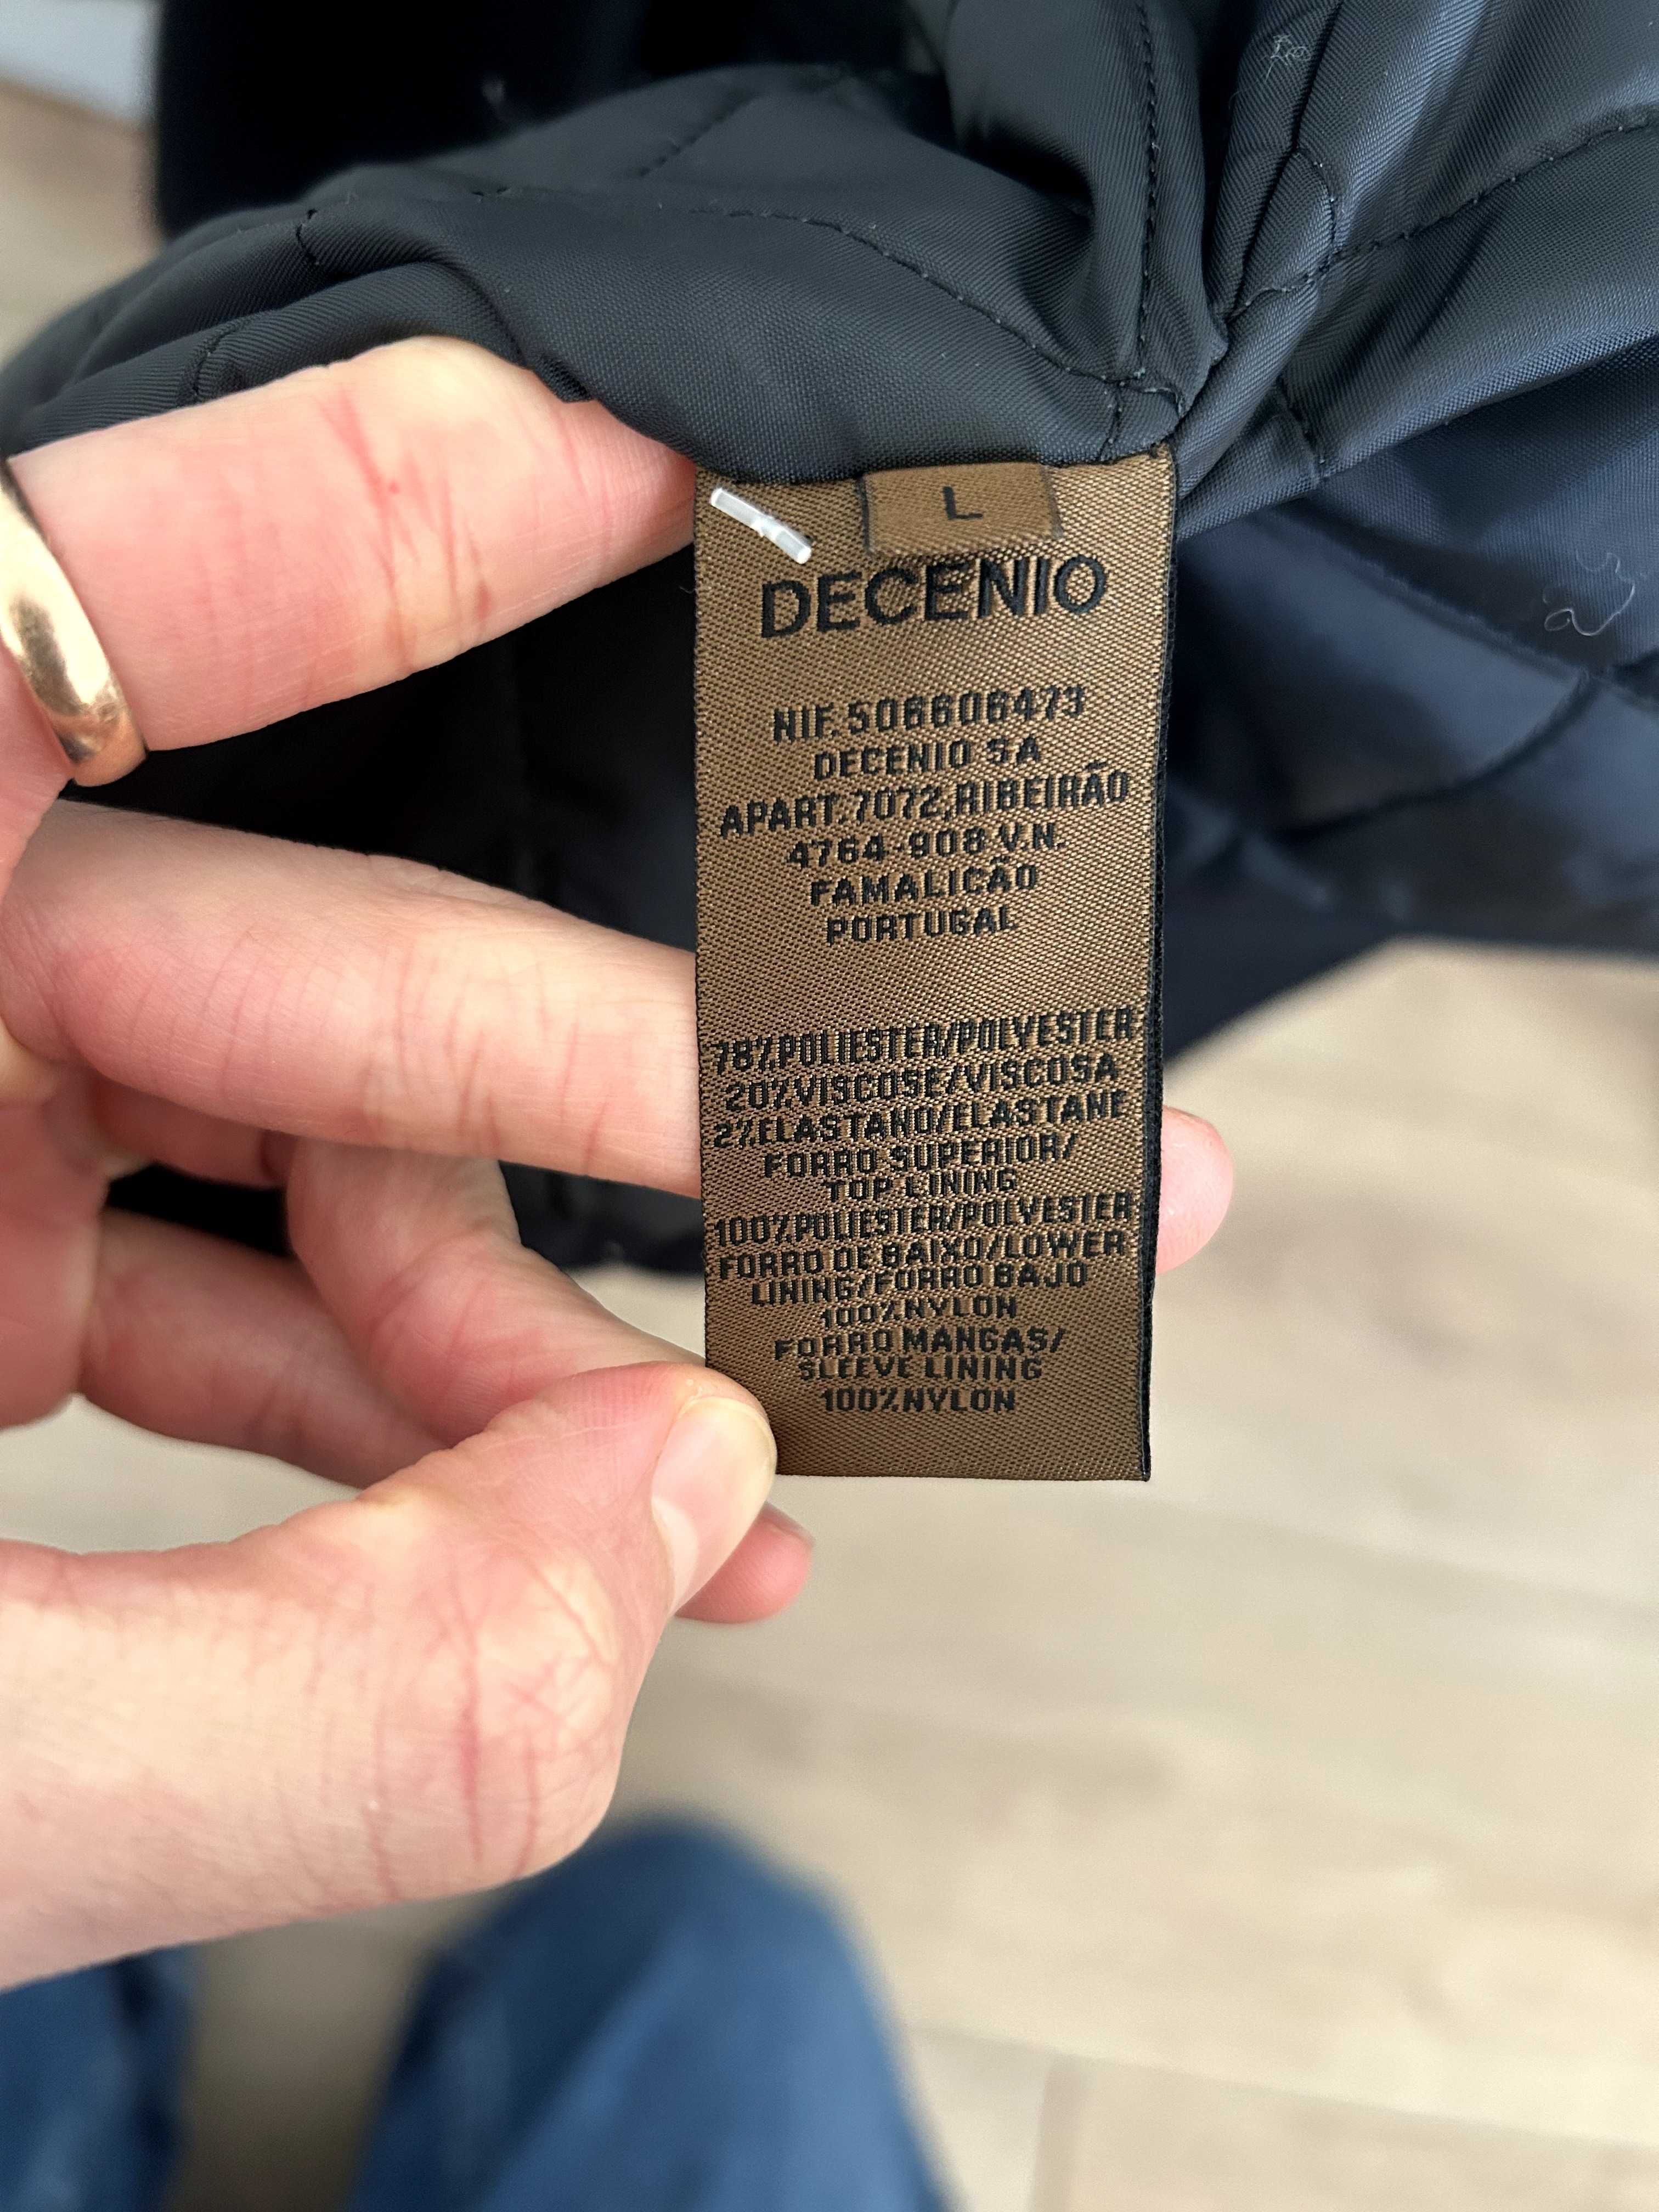 L
DECENIO
NIF. 506606473
DECENIO SA
APART.7072,RIBEIRÃO
4764-908 V.N.
FAMALICÃO
PORTUGAL
78%POLIESTER/POLYESTER
20%VISCOSE/VISCOSA
2%ELASTANO/ELASTANE
FORRO SUPERIOR/
TOP LINING
100%POLIESTER/POLYESTER
FORRO DE BAIXO/LOWER
LINING/FORRO BAJO
100%NYLON
FORRO MANGAS/
SLEEVE LINING
100%NYLON